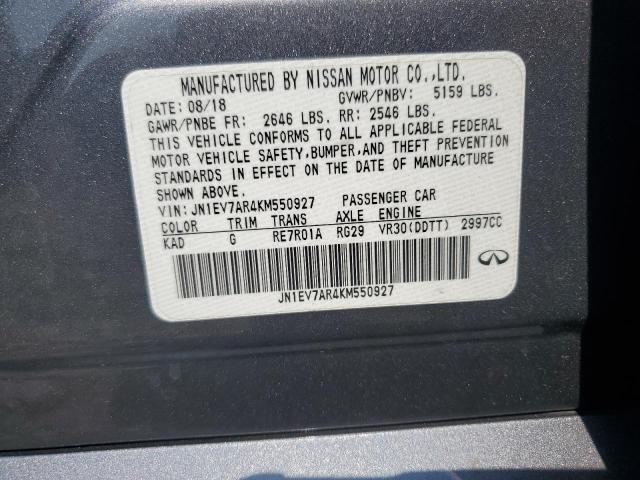 MANUFACTURED BY NISSAN MOTOR CO.,LTD.
DATE: 08/18 GVWR/PNBV: 5159 LBS.
GAWR/PNBE FR: 2646 LBS. RR: 2546 LBS.
THIS VEHICLE CONFORMS TO ALL APPLICABLE FEDERAL
MOTOR VEHICLE SAFETY,BUMPER,AND THEFT PREVENTION
STANDARDS IN EFFECT ON THE DATE OF MANUFACTURE
SHOWN ABOVE.
VIN: JN1EV7AR4KM550927 PASSENGER CAR
COLOR TRIM TRANS AXLE ENGINE
KAD G RE7R01A RG29 VR30(DDTT) 2997CC
JN1EV7AR4KM550927
INFINITI